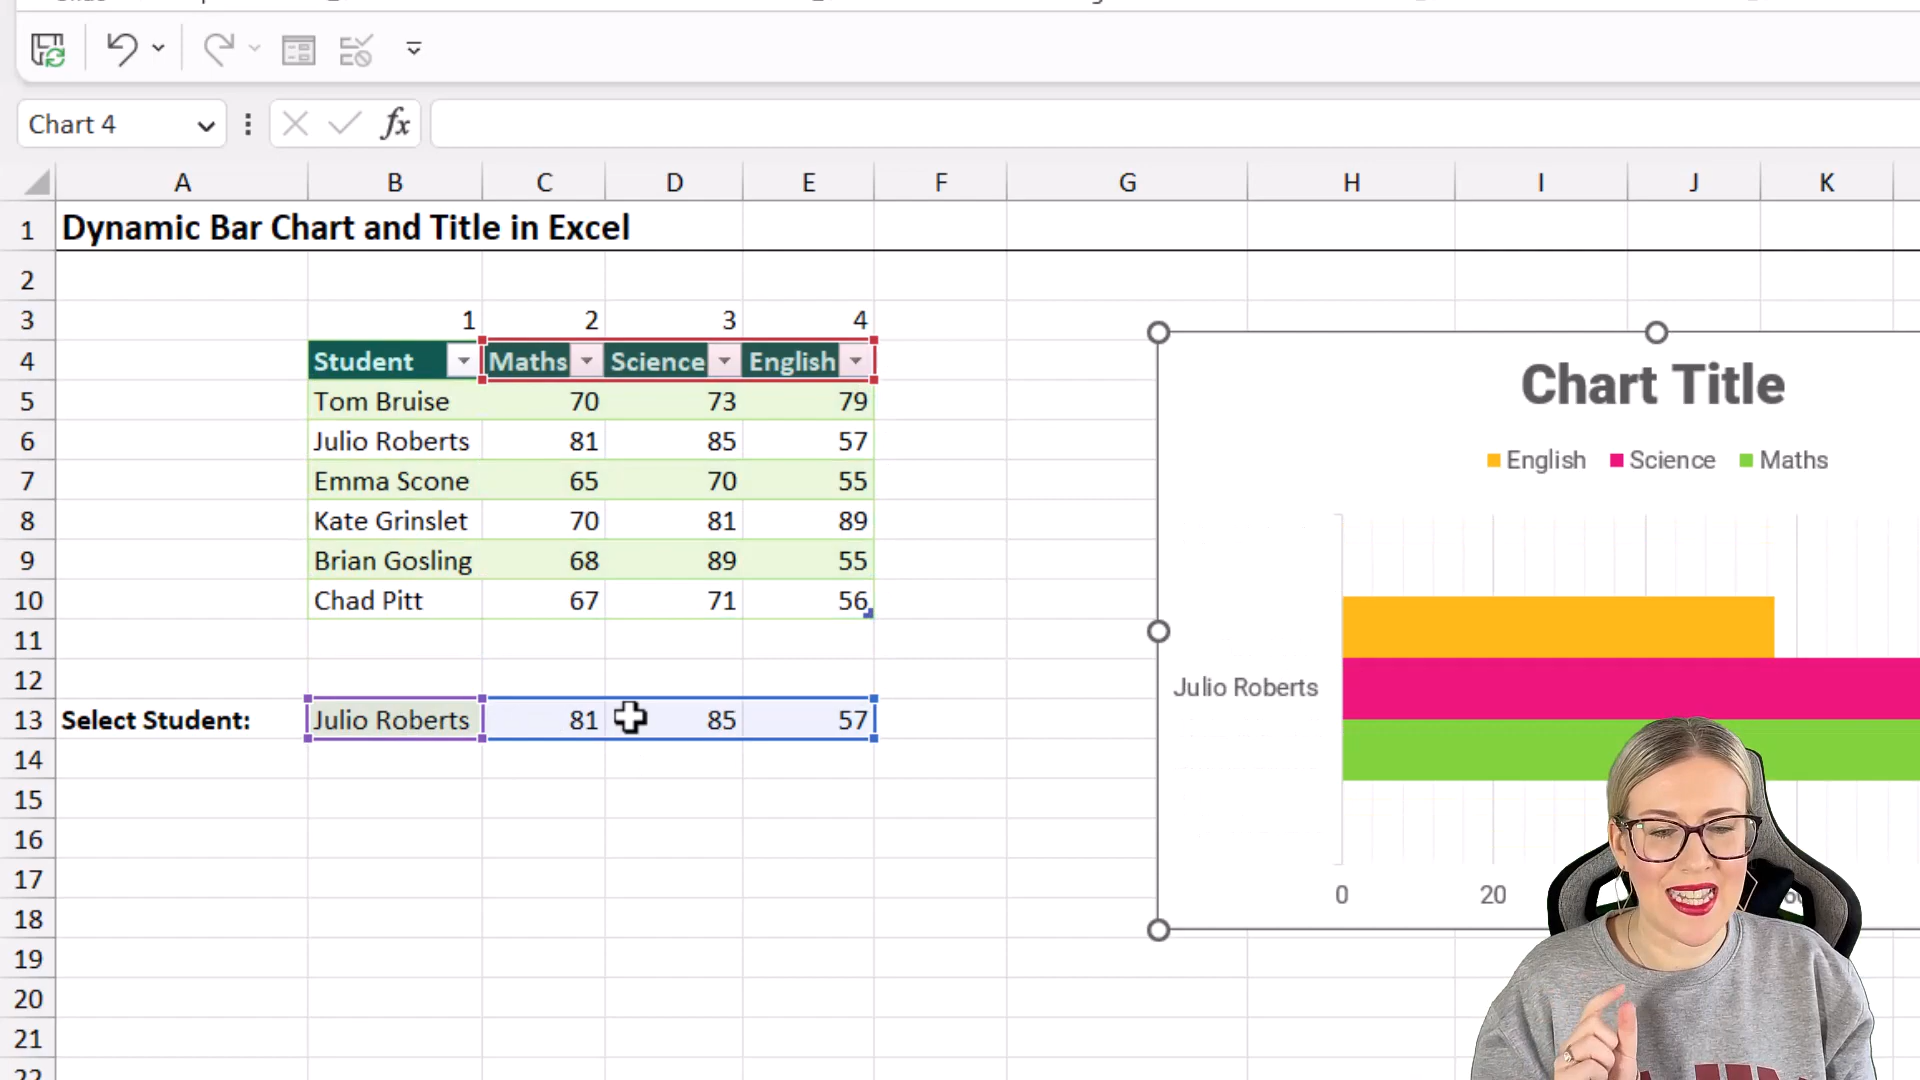 Chart 4
fx
A B C D E F G H I J K
1 Dynamic Bar Chart and Title in Excel
2
3 1 2 3 4
4 Student Maths Science English
5 Tom Bruise 70 73 79
6 Julio Roberts 81 85 57
7 Emma Scone 65 70 55
8 Kate Grinslet 70 81 89
9 Brian Gosling 68 89 55
10 Chad Pitt 67 71 56
11
12
13 Select Student: Julio Roberts 81 85 57
14
15
16
17
18
19
20
21
22
Chart Title
English Science Maths
Julio Roberts
0 20